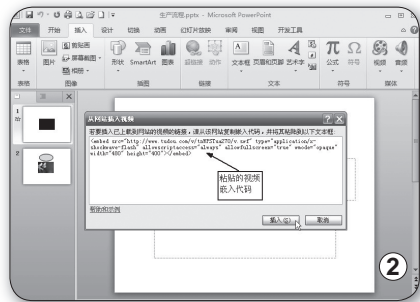 生产流程.pptx - Microsoft PowerPoint
文件 开始 插入 设计 切换 动画 幻灯片放映 审阅 视图 开发工具
表格 图片 剪贴画 屏幕截图 相册 形状 SmartArt 图表 超链接 动作 文本框 页眉和页脚 艺术字 公式 符号 视频 音频
表格 图像 插图 链接 文本 符号 媒体
1
2
从网站插入视频
若要插入已上载到网站的视频的链接，请从该网站复制嵌入代码，并将其粘贴到以下文本框:
type="application/x-
shockwave-flash" allowscriptaccess="always" allowfullscreen="true" wmode="opaque"
width="480" height="400"></embed>
粘贴的视频
嵌入代码
帮助和示例
插入(S) 取消
2